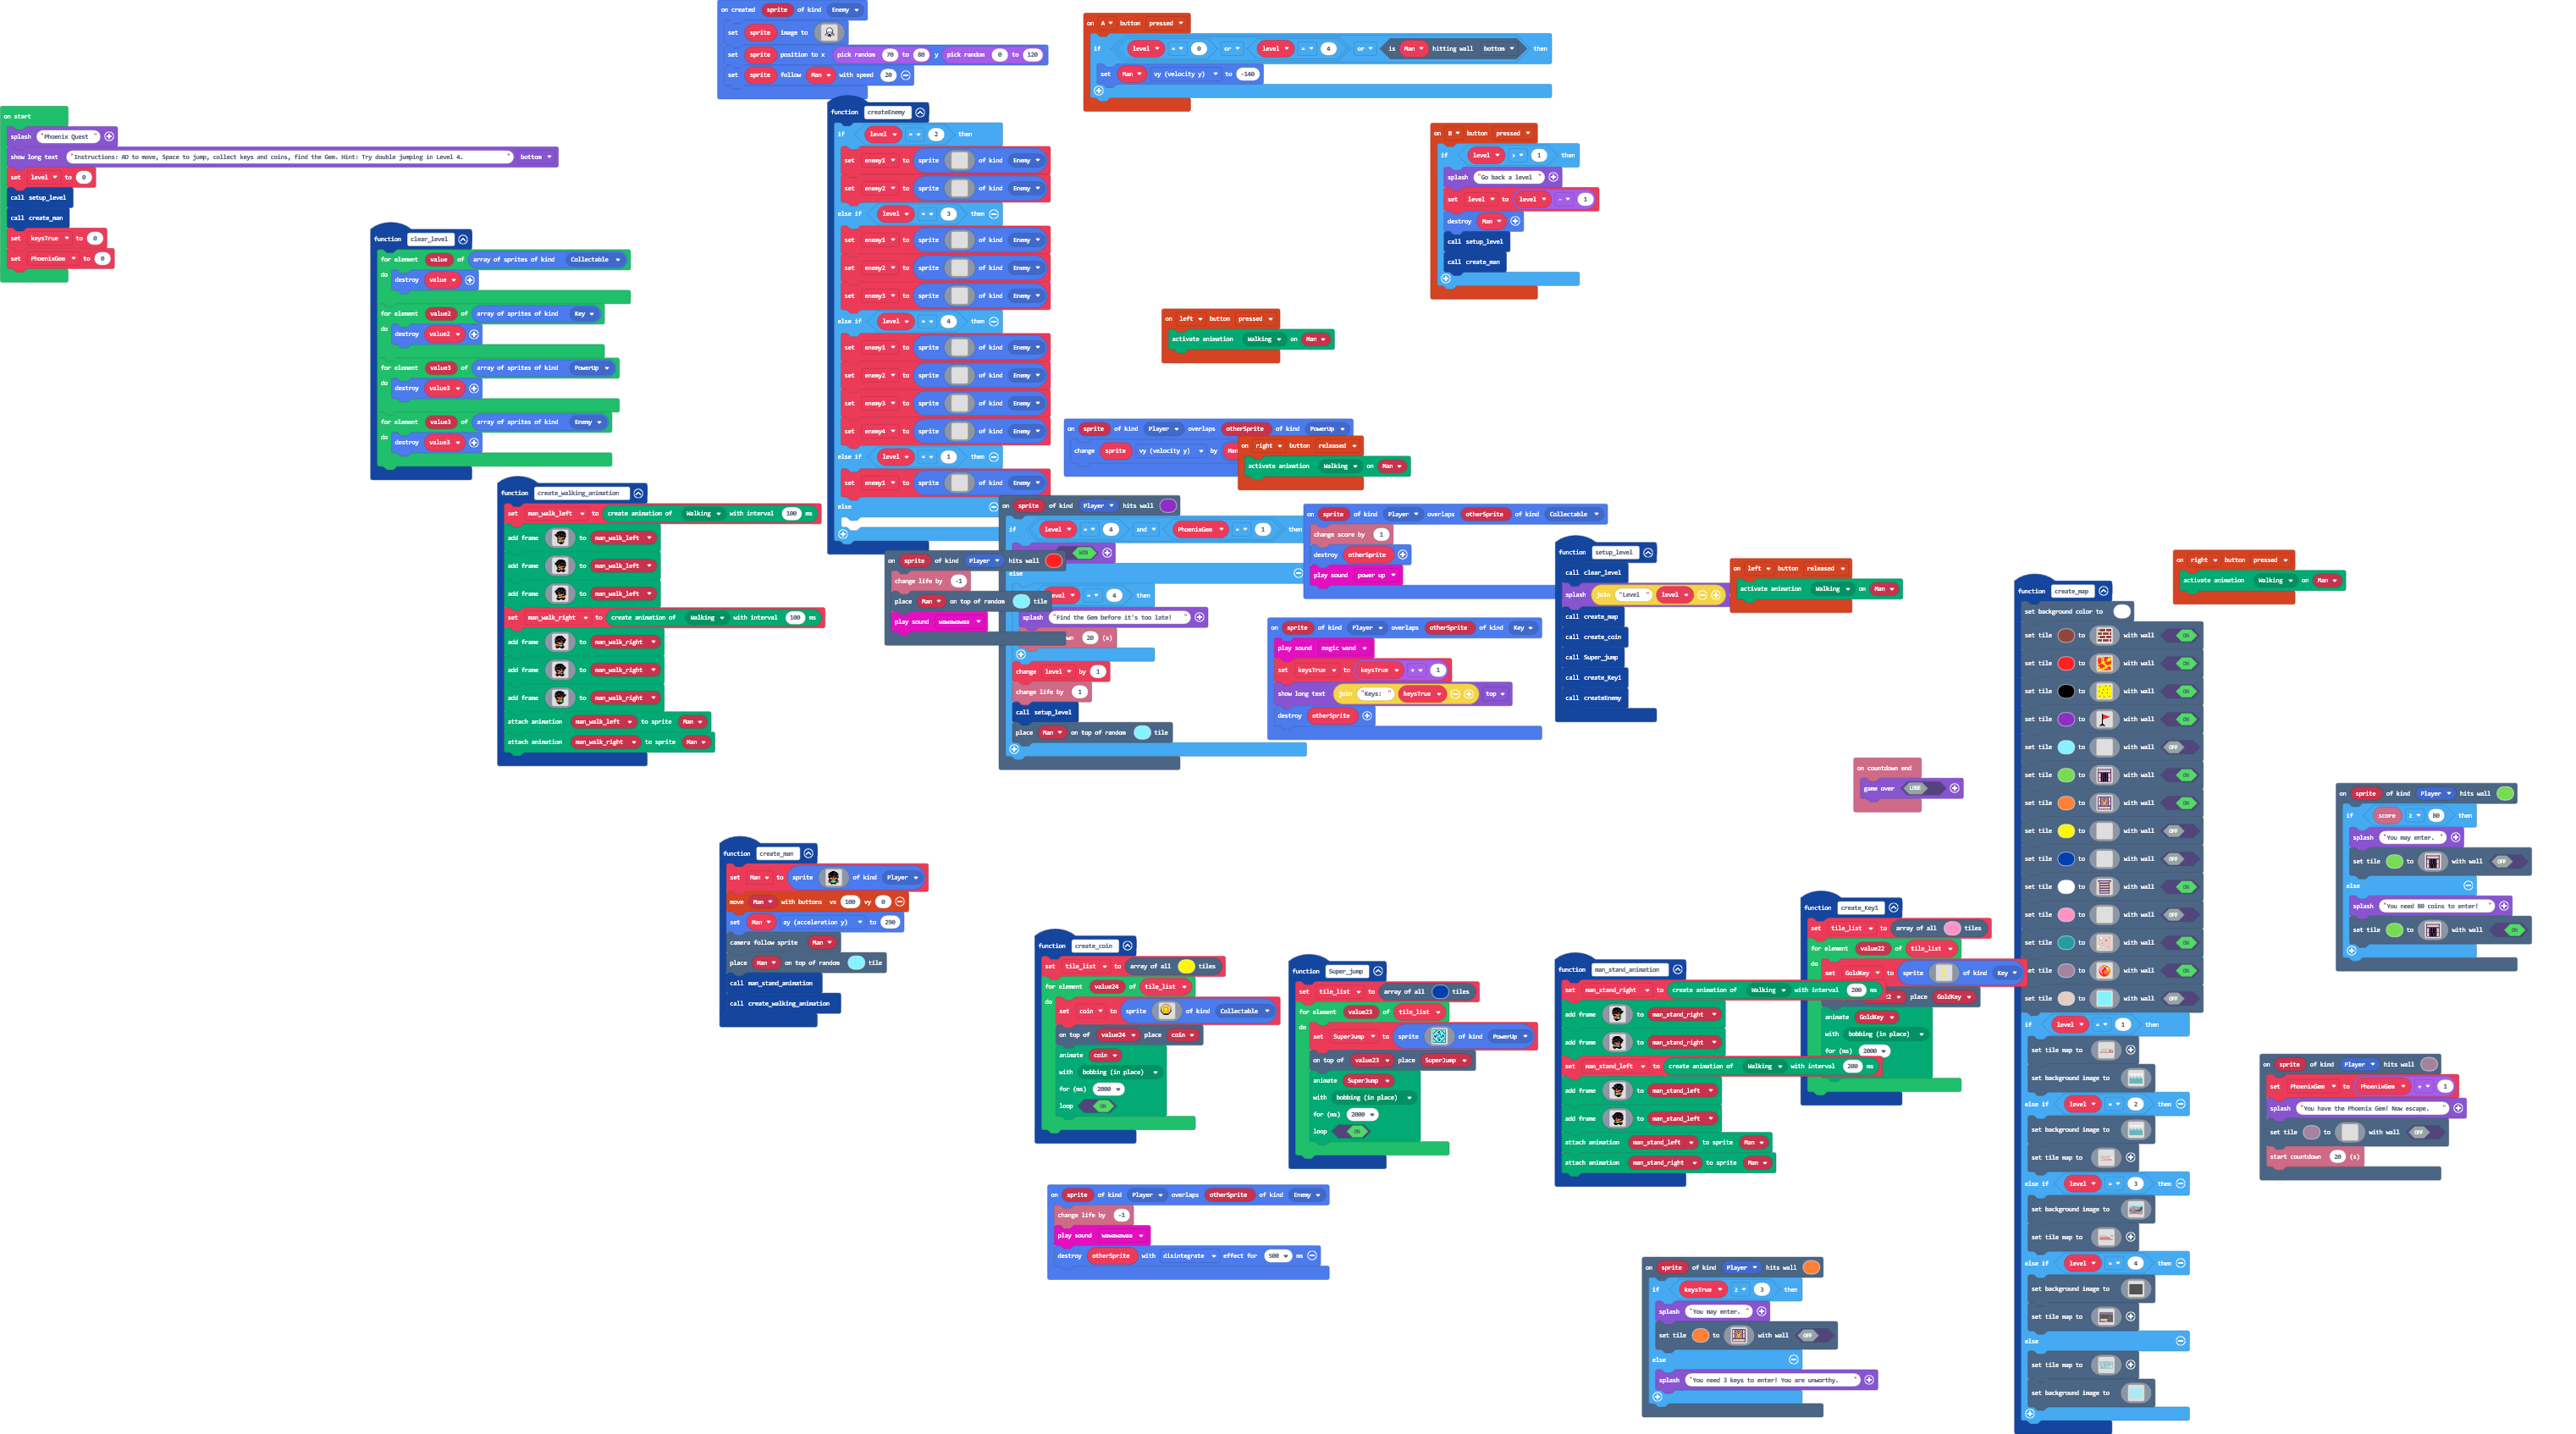 on start
splash "Phoenix Quest "
show long text "Instructions: AD to move, Space to jump, collect keys and coins, find the Gem. Hint: Try double jumping in Level 4. " bottom
set level to 0
call setup_level
call create_man
set keysTrue to 0
set PhoenixGem to 0
function clear_level
for element value of array of sprites of kind Collectable
do
destroy value
for element value2 of array of sprites of kind Key
do
destroy value2
for element value3 of array of sprites of kind PowerUp
do
destroy value3
for element value3 of array of sprites of kind Enemy
do
destroy value3
function create_walking_animation
set man_walk_left to create animation of Walking with interval 100 ms
add frame to man_walk_left
add frame to man_walk_left
add frame to man_walk_left
set man_walk_right to create animation of Walking with interval 100 ms
add frame to man_walk_right
add frame to man_walk_right
add frame to man_walk_right
attach animation man_walk_left to sprite Man
attach animation man_walk_right to sprite Man
on created sprite of kind Enemy
set sprite image to
set sprite position to x pick random 70 to 80 y pick random 0 to 120
set sprite follow Man with speed 20
function createEnemy
if level = 2 then
set enemy1 to sprite of kind Enemy
set enemy2 to sprite of kind Enemy
else if level = 3 then
set enemy1 to sprite of kind Enemy
set enemy2 to sprite of kind Enemy
set enemy3 to sprite of kind Enemy
else if level = 4 then
set enemy1 to sprite of kind Enemy
set enemy2 to sprite of kind Enemy
set enemy3 to sprite of kind Enemy
set enemy4 to sprite of kind Enemy
else if level = 1 then
set enemy1 to sprite of kind Enemy
else
on A button pressed
if level = 0 or level = 4 or is Man hitting wall bottom then
set Man vy (velocity y) to -140
on B button pressed
if level > 1 then
splash "Go back a level "
set level to level - 1
destroy Man
call setup_level
call create_man
on left button pressed
activate animation Walking on Man
on sprite of kind Player overlaps otherSprite of kind PowerUp
change sprite vy (velocity y) by
on right button released
activate animation Walking on Man
on sprite of kind Player hits wall
if level = 4 and PhoenixGem = 1 then
WIN
else
level = 4 then
splash "Find the Gem before it's too late! "
20 (s)
change level by 1
change life by 1
call setup_level
place Man on top of random tile
on sprite of kind Player hits wall
change life by -1
place Man on top of random tile
play sound wawawawaa
on sprite of kind Player overlaps otherSprite of kind Collectable
change score by 1
destroy otherSprite
play sound power up
on sprite of kind Player overlaps otherSprite of kind Key
play sound magic wand
set keysTrue to keysTrue + 1
show long text join "Keys: " keysTrue top
destroy otherSprite
function setup_level
call clear_level
splash join "Level " level
call create_map
call create_coin
call Super_jump
call create_Key1
call createEnemy
on left button released
activate animation Walking on Man
on right button pressed
activate animation Walking on Man
on countdown end
game over LOSE
function create_man
set Man to sprite of kind Player
move Man with buttons vx 100 vy 0
set Man ay (acceleration y) to 290
camera follow sprite Man
place Man on top of random tile
call man_stand_animation
call create_walking_animation
function create_coin
set tile_list to array of all tiles
for element value24 of tile_list
do
set coin to sprite of kind Collectable
on top of value24 place coin
animate coin
with bobbing (in place)
for (ms) 2000
loop ON
function Super_jump
set tile_list to array of all tiles
for element value23 of tile_list
do
set SuperJump to sprite of kind PowerUp
on top of value23 place SuperJump
animate SuperJump
with bobbing (in place)
for (ms) 2000
loop ON
function man_stand_animation
set man_stand_right to create animation of Walking with interval 200 ms
add frame to man_stand_right
add frame to man_stand_right
set man_stand_left to create animation of Walking with interval 200 ms
add frame to man_stand_left
add frame to man_stand_left
attach animation man_stand_left to sprite Man
attach animation man_stand_right to sprite Man
function create_Key1
set tile_list to array of all tiles
for element value22 of tile_list
do
set GoldKey to sprite of kind Key
place GoldKey
animate GoldKey
with bobbing (in place)
for (ms) 2000
on sprite of kind Player overlaps otherSprite of kind Enemy
change life by -1
play sound wawawawaa
destroy otherSprite with disintegrate effect for 500 ms
on sprite of kind Player hits wall
if keysTrue ≥ 3 then
splash "You may enter. "
set tile to with wall OFF
else
splash "You need 3 keys to enter! You are unworthy. "
function create_map
set background color to
set tile to with wall ON
set tile to with wall ON
set tile to with wall ON
set tile to with wall ON
set tile to with wall OFF
set tile to with wall ON
set tile to with wall ON
set tile to with wall OFF
set tile to with wall OFF
set tile to with wall ON
set tile to with wall OFF
set tile to with wall ON
set tile to with wall ON
set tile to with wall OFF
if level = 1 then
set tile map to
set background image to
else if level = 2 then
set background image to
set tile map to
else if level = 3 then
set background image to
set tile map to
else if level = 4 then
set background image to
set tile map to
else
set tile map to
set background image to
on sprite of kind Player hits wall
if score ≥ 80 then
splash "You may enter. "
set tile to with wall OFF
else
splash "You need 80 coins to enter! "
set tile to with wall ON
on sprite of kind Player hits wall
set PhoenixGem to PhoenixGem + 1
splash "You have the Phoenix Gem! Now escape. "
set tile to with wall OFF
start countdown 20 (s)